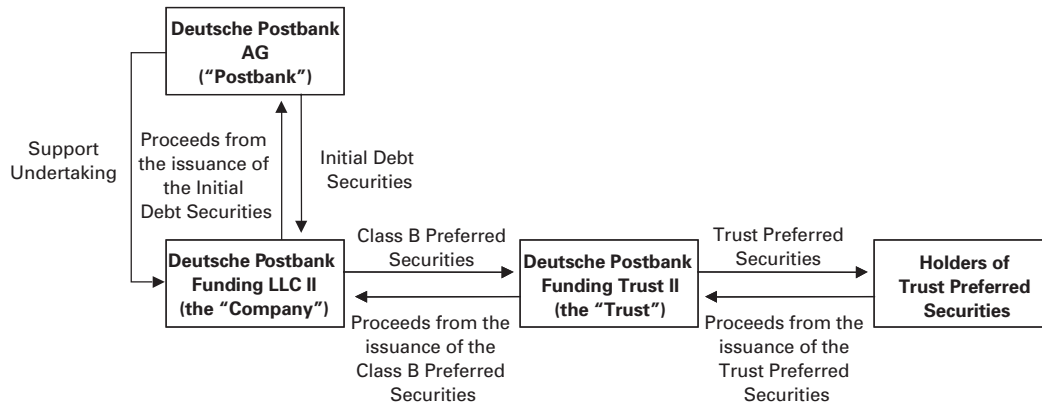 Deutsche Postbank
AG
(“Postbank”)
Support
Undertaking
Proceeds from
the issuance of
the Initial
Debt Securities
Initial Debt
Securities
Deutsche Postbank
Funding LLC II
(the “Company”)
Class B Preferred
Securities
Proceeds from the
issuance of the
Class B Preferred
Securities
Deutsche Postbank
Funding Trust II
(the “Trust”)
Trust Preferred
Securities
Proceeds from the
issuance of the
Trust Preferred
Securities
Holders of
Trust Preferred
Securities